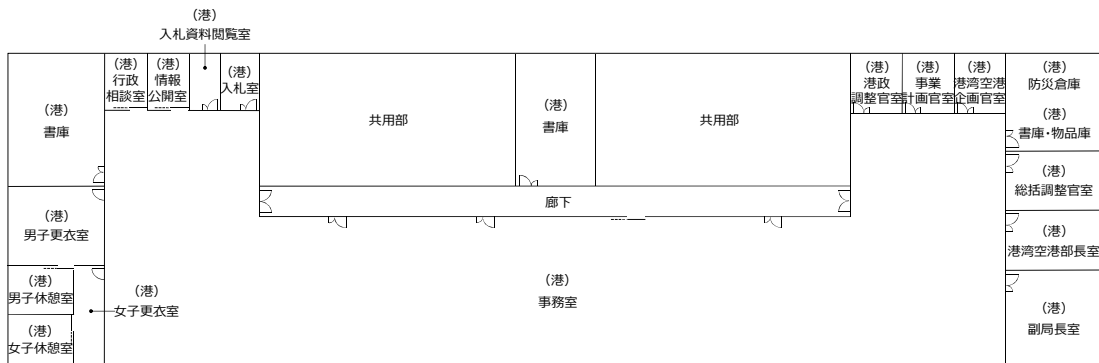 （港）
入札資料閲覧室
（港）
書庫
（港）
行政
相談室
（港）
情報
公開室
（港）
入札室
共用部
（港）
書庫
共用部
（港）
港政
調整官室
（港）
事業
計画官室
（港）
港湾空港
企画官室
（港）
防災倉庫
（港）
書庫・物品庫
（港）
総括調整官室
廊下
（港）
男子更衣室
（港）
港湾空港部長室
（港）
男子休憩室
（港）
女子更衣室
（港）
事務室
（港）
女子休憩室
（港）
副局長室